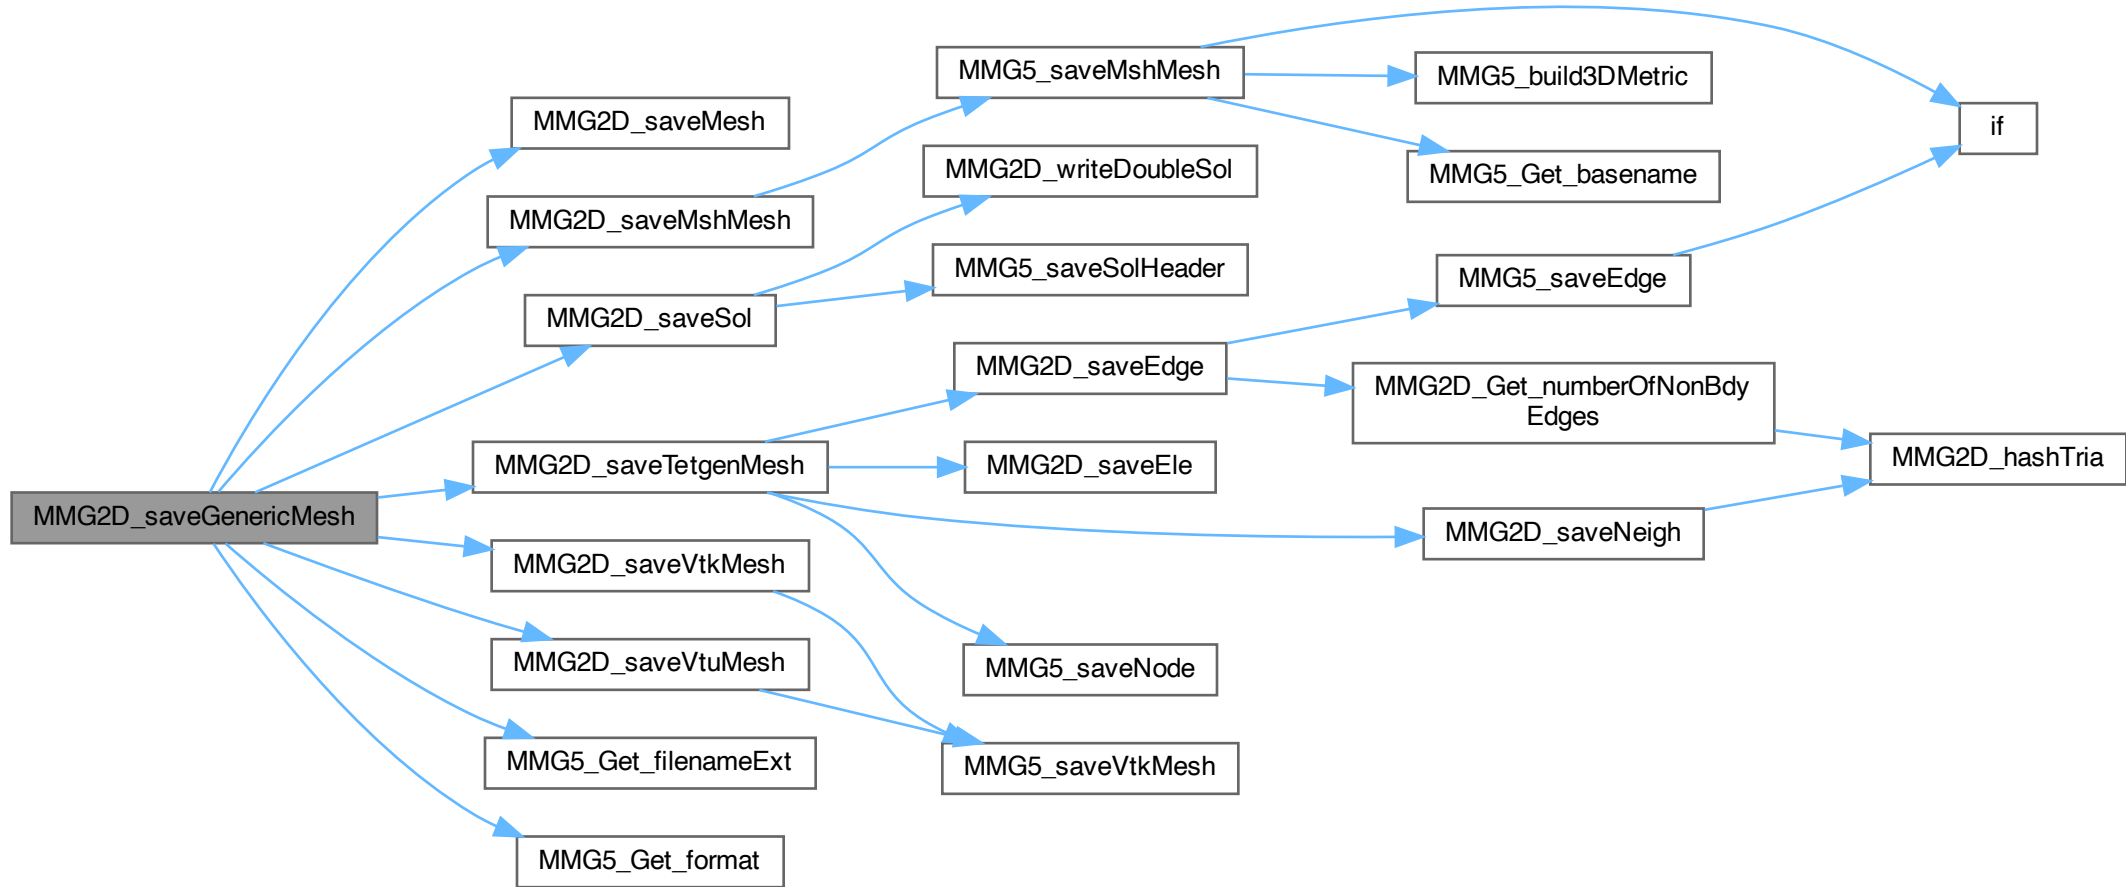 MMG2D_saveGenericMesh
MMG2D_saveMesh
MMG2D_saveMshMesh
MMG2D_saveSol
MMG2D_saveTetgenMesh
MMG2D_saveVtkMesh
MMG2D_saveVtuMesh
MMG5_Get_filenameExt
MMG5_Get_format
MMG5_saveMshMesh
MMG2D_writeDoubleSol
MMG5_saveSolHeader
MMG2D_saveEdge
MMG2D_saveEle
MMG5_saveNode
MMG5_saveVtkMesh
MMG5_build3DMetric
MMG5_Get_basename
MMG5_saveEdge
MMG2D_Get_numberOfNonBdy
Edges
MMG2D_saveNeigh
if
MMG2D_hashTria